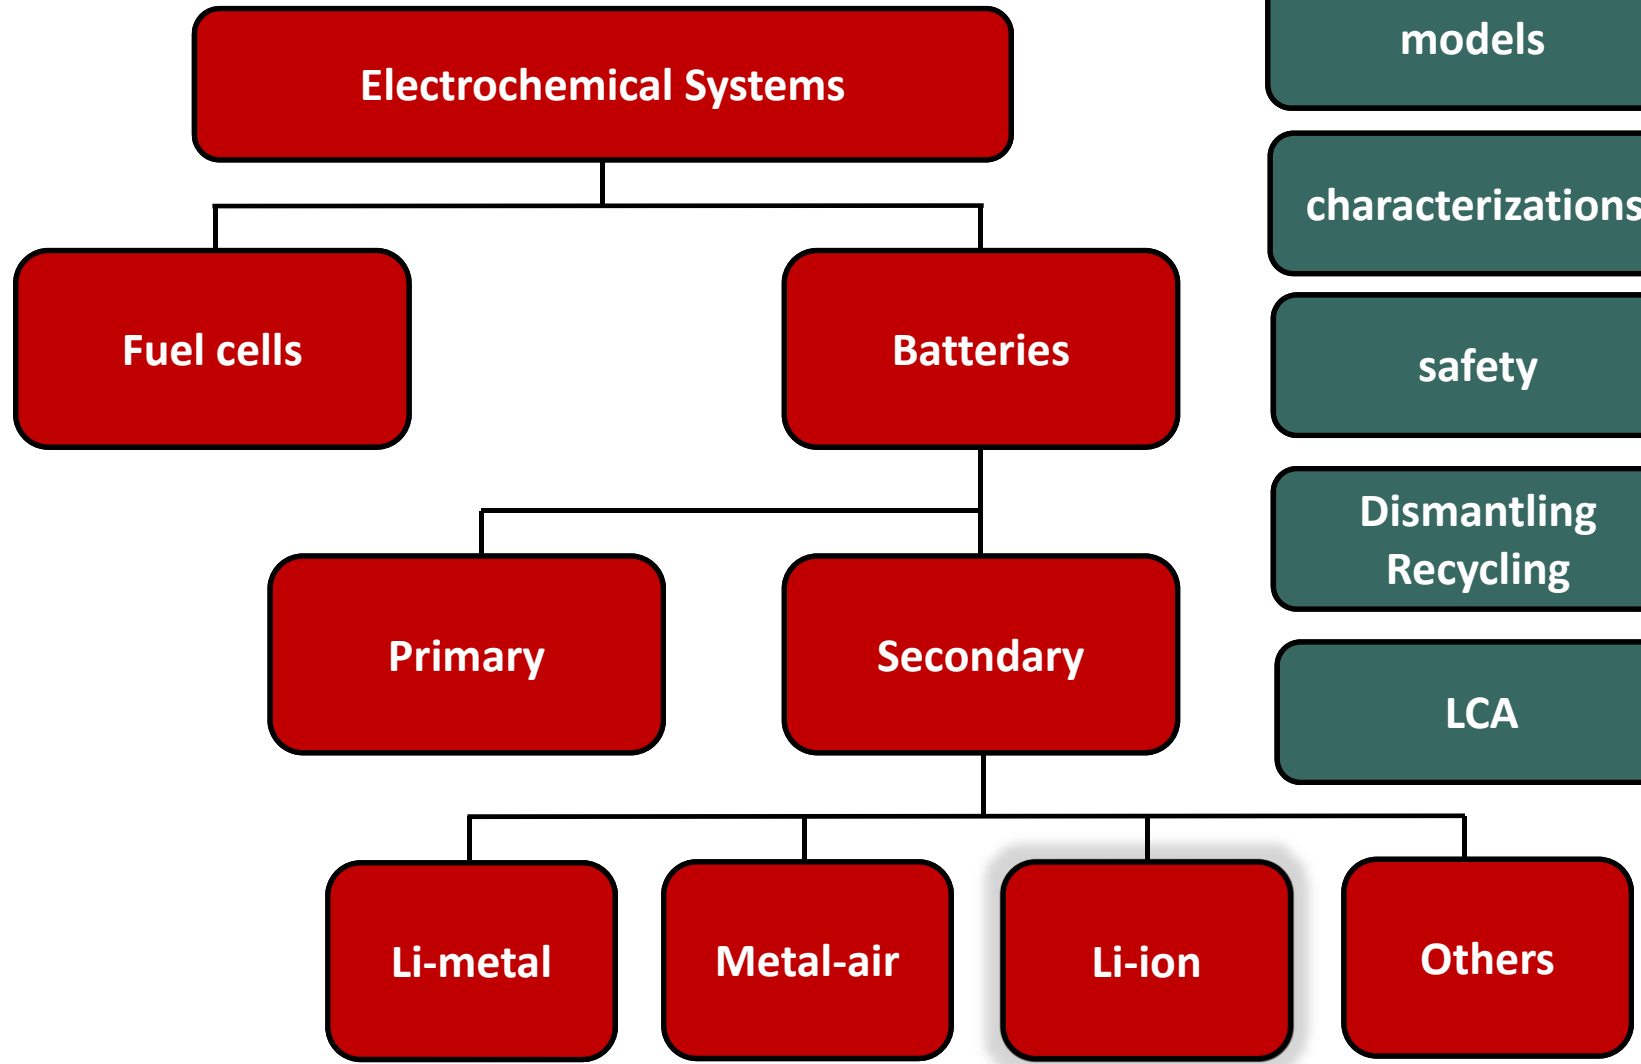 Electrochemical Systems
Fuel cells
Batteries
Primary
Secondary
Li-metal
Metal-air
Li-ion
Others
models
characterizations
safety
Dismantling
Recycling
LCA